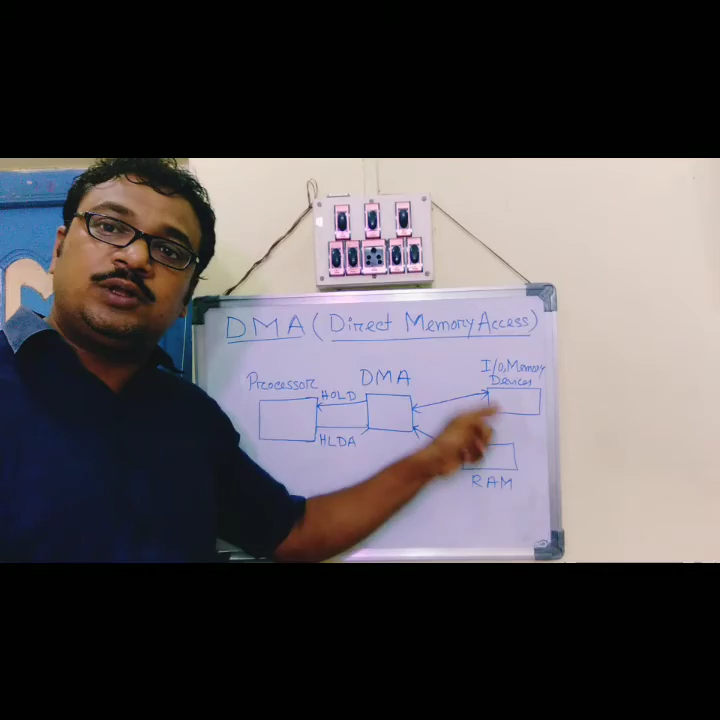 DMA (Direct Memory Access)
Processor
HOLD
HLDA
DMA
I/O, Memory
Devices
RAM